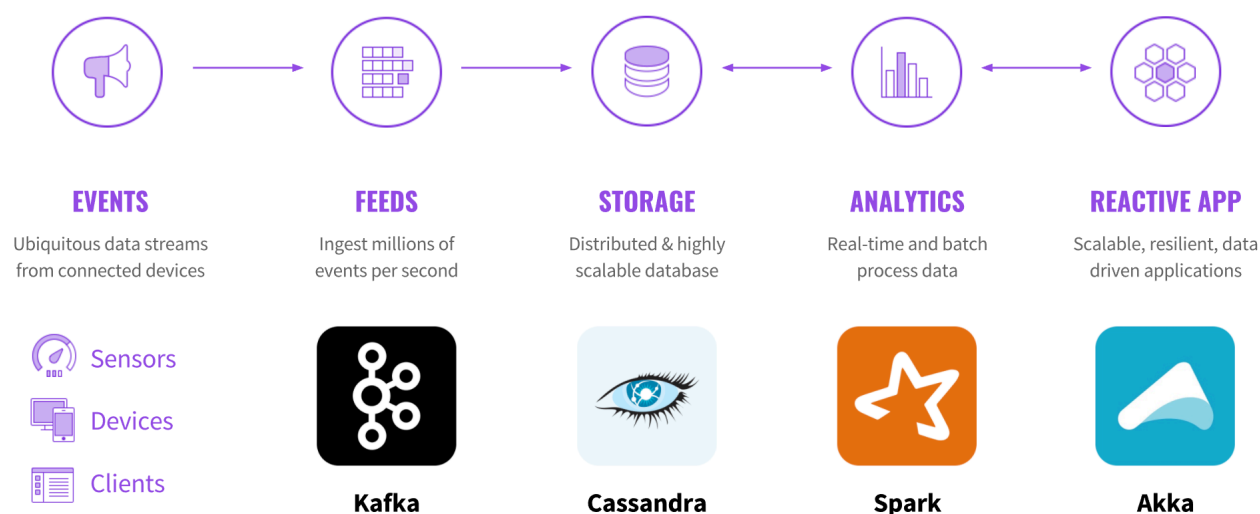 EVENTS
Ubiquitous data streams
from connected devices
Sensors
Devices
Clients
FEEDS
Ingest millions of
events per second
Kafka
STORAGE
Distributed & highly
scalable database
Cassandra
ANALYTICS
Real-time and batch
process data
Spark
REACTIVE APP
Scalable, resilient, data
driven applications
Akka